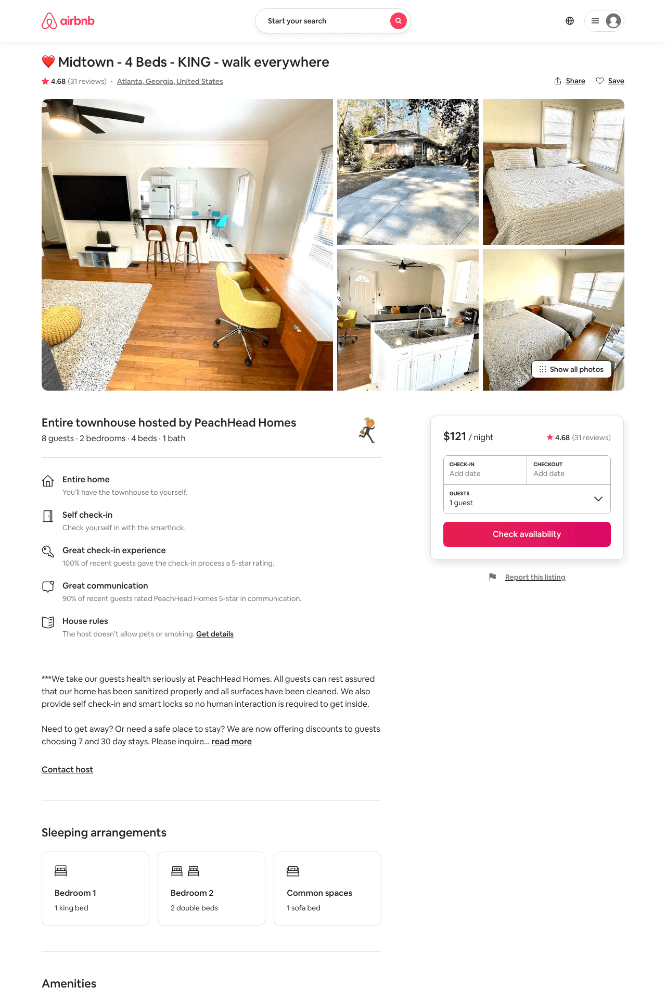 airbnb
Start your search
❤️ Midtown - 4 Beds - KING - walk everywhere
4.68 (31 reviews) · Atlanta, Georgia, United States
Share
Save
Show all photos
Entire townhouse hosted by PeachHead Homes
8 guests · 2 bedrooms · 4 beds · 1 bath
Entire home
You’ll have the townhouse to yourself.
Self check-in
Check yourself in with the smartlock.
Great check-in experience
100% of recent guests gave the check-in process a 5-star rating.
Great communication
90% of recent guests rated PeachHead Homes 5-star in communication.
House rules
The host doesn’t allow pets or smoking. Get details
***We take our guests health seriously at PeachHead Homes. All guests can rest assured
that our home has been sanitized properly and all surfaces have been cleaned. We also
provide self check-in and smart locks so no human interaction is required to get inside.
Need to get away? Or need a safe place to stay? We are now offering discounts to guests
choosing 7 and 30 day stays. Please inquire... read more
Contact host
$121 / night
4.68 (31 reviews)
CHECK-IN
Add date
CHECKOUT
Add date
GUESTS
1 guest
Check availability
Report this listing
Sleeping arrangements
Bedroom 1
1 king bed
Bedroom 2
2 double beds
Common spaces
1 sofa bed
Amenities